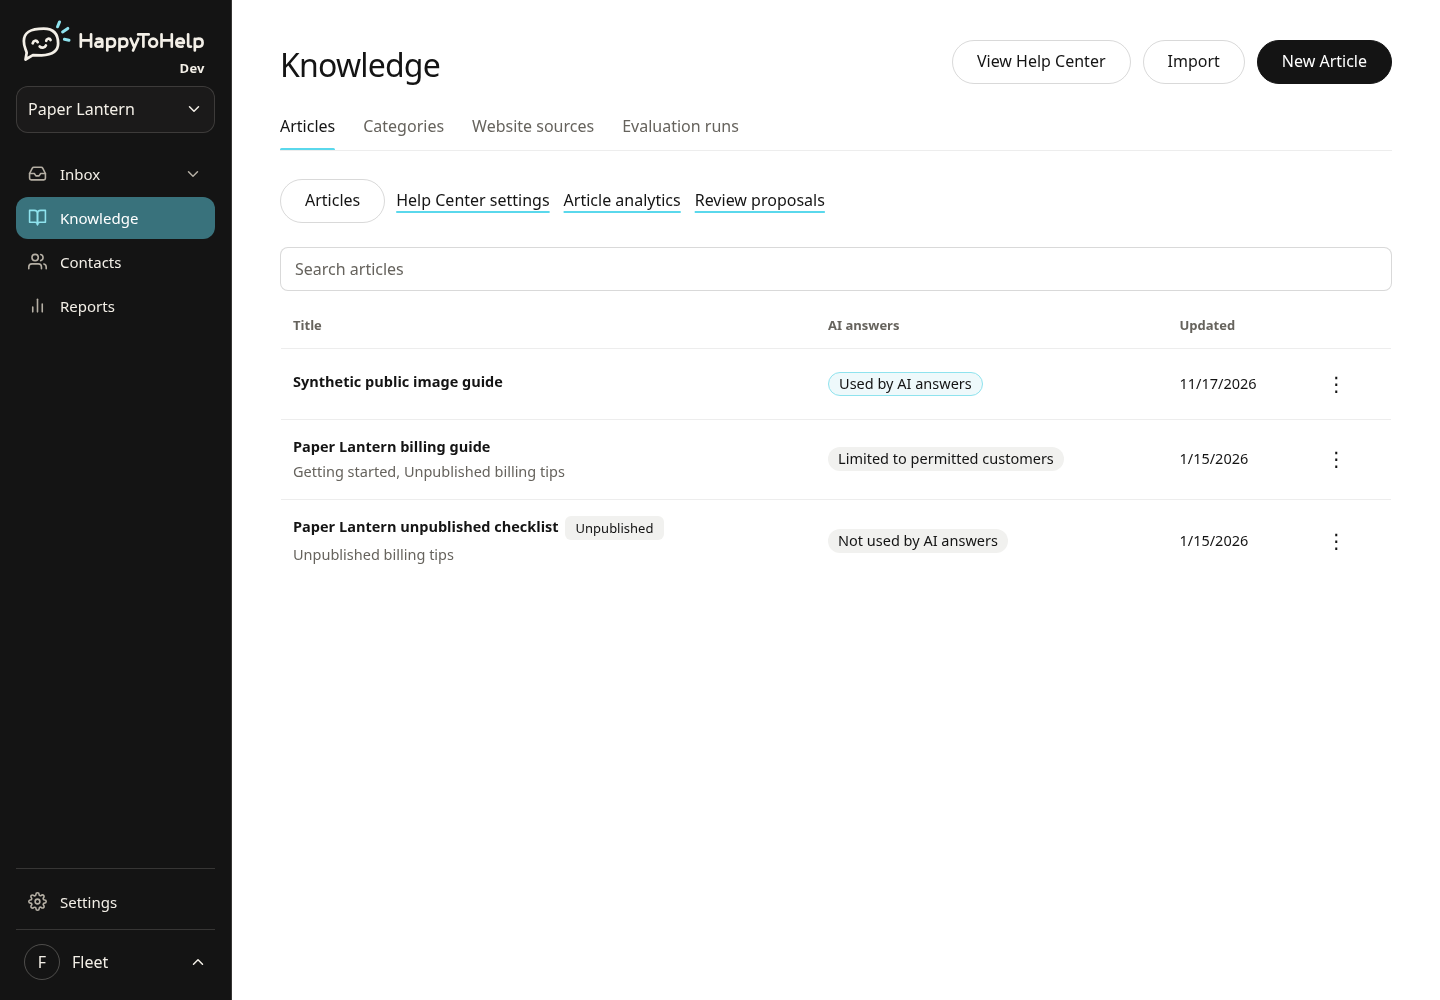 HappyToHelp
Dev
Paper Lantern
Inbox
Knowledge
Contacts
Reports
Settings
F
Fleet
Knowledge
View Help Center
Import
New Article
Articles
Categories
Website sources
Evaluation runs
Articles
Help Center settings
Article analytics
Review proposals
Search articles
Title
AI answers
Updated
Synthetic public image guide
Used by AI answers
11/17/2026
Paper Lantern billing guide
Getting started, Unpublished billing tips
Limited to permitted customers
1/15/2026
Paper Lantern unpublished checklist
Unpublished
Unpublished billing tips
Not used by AI answers
1/15/2026